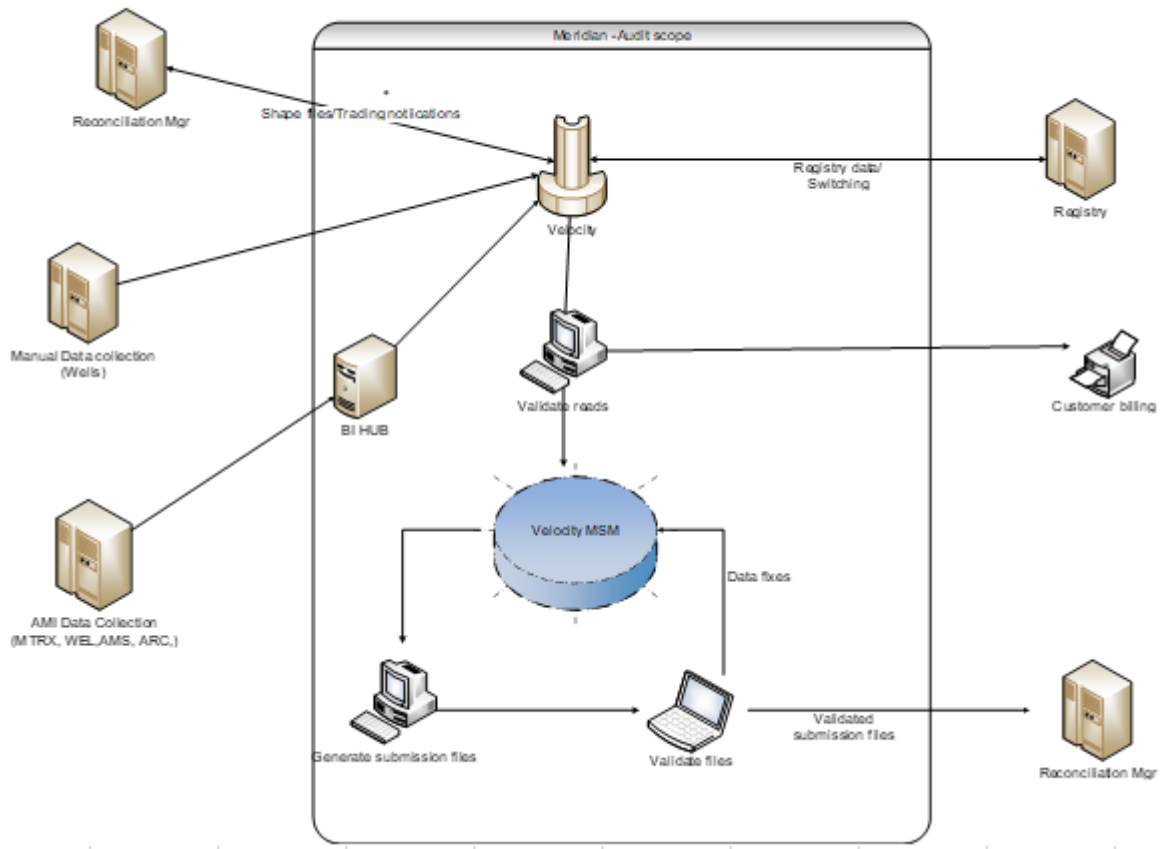 Meridian -Audit scope
Reconciliation Mgr
Shape files/Trading notifications
Registry data/
Switching
Registry
Velocity
Manual Data collection
(Wells)
BI HUB
Validate reads
Customer billing
Velocity MSM
Data fixes
AMI Data Collection
(MTRX, WEL,AMS, ARC,)
Generate submission files
Validate files
Validated
submission files
Reconciliation Mgr